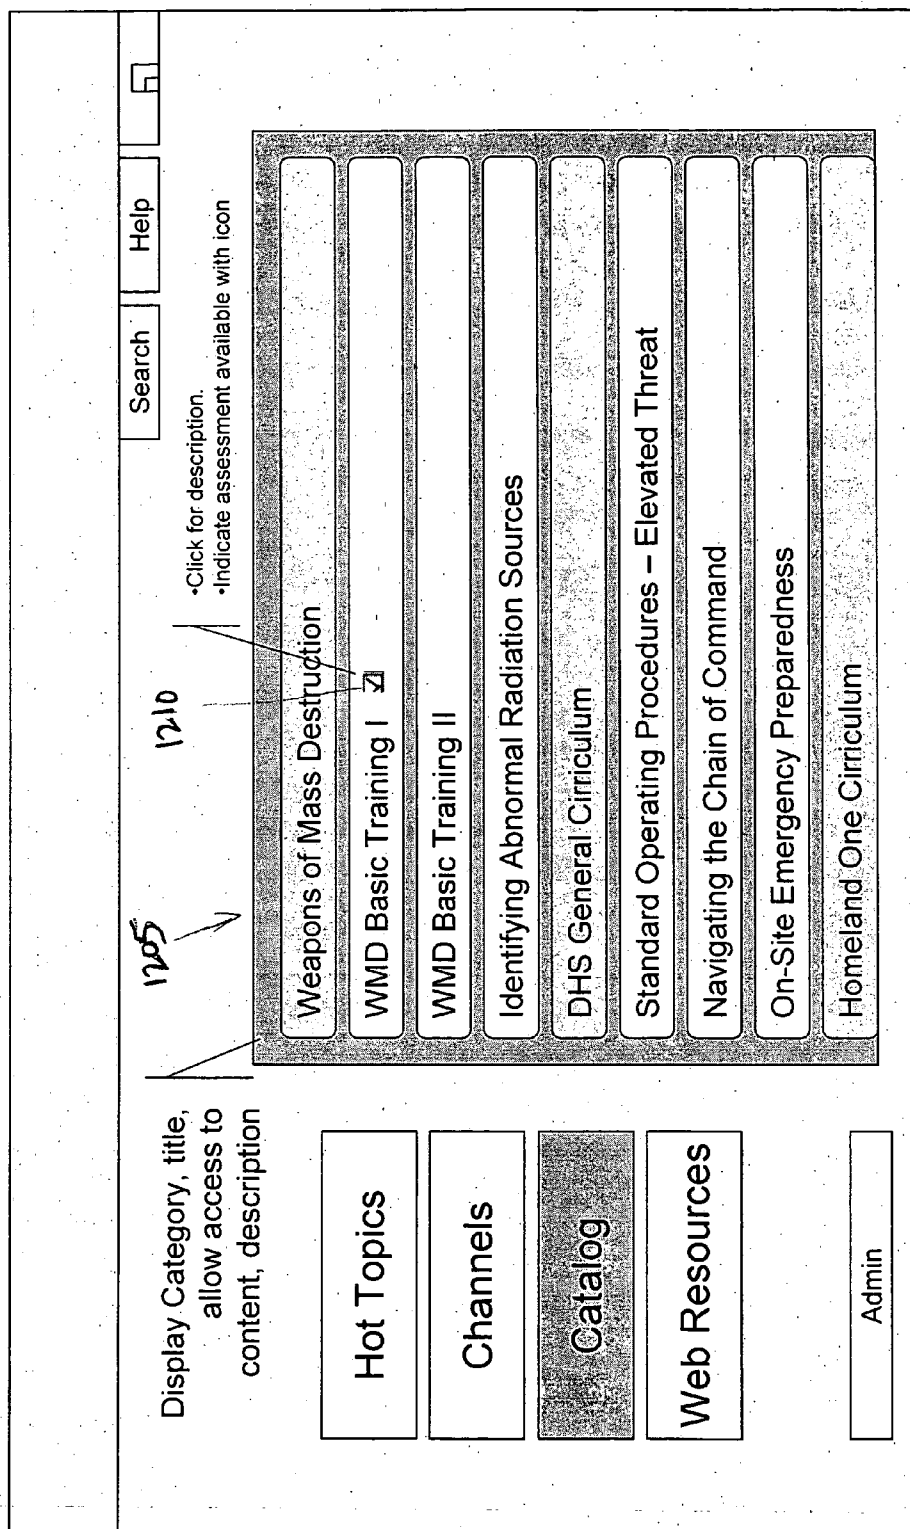 Search
Help
•Click for description.
•Indicate assessment available with icon
1205
1210
Display Category, title,
allow access to
content, description
Hot Topics
Channels
Catalog
Web Resources
Admin
Weapons of Mass Destruction
WMD Basic Training I
WMD Basic Training II
Identifying Abnormal Radiation Sources
DHS General Cirriculum
Standard Operating Procedures – Elevated Threat
Navigating the Chain of Command
On-Site Emergency Preparedness
Homeland One Cirriculum